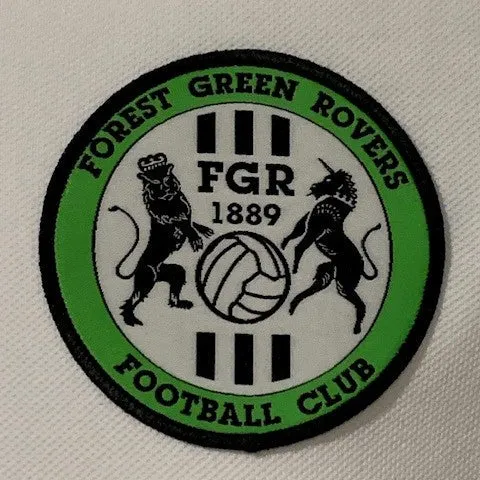 FOREST GREEN ROVERS
FGR
1889
FOOTBALL CLUB